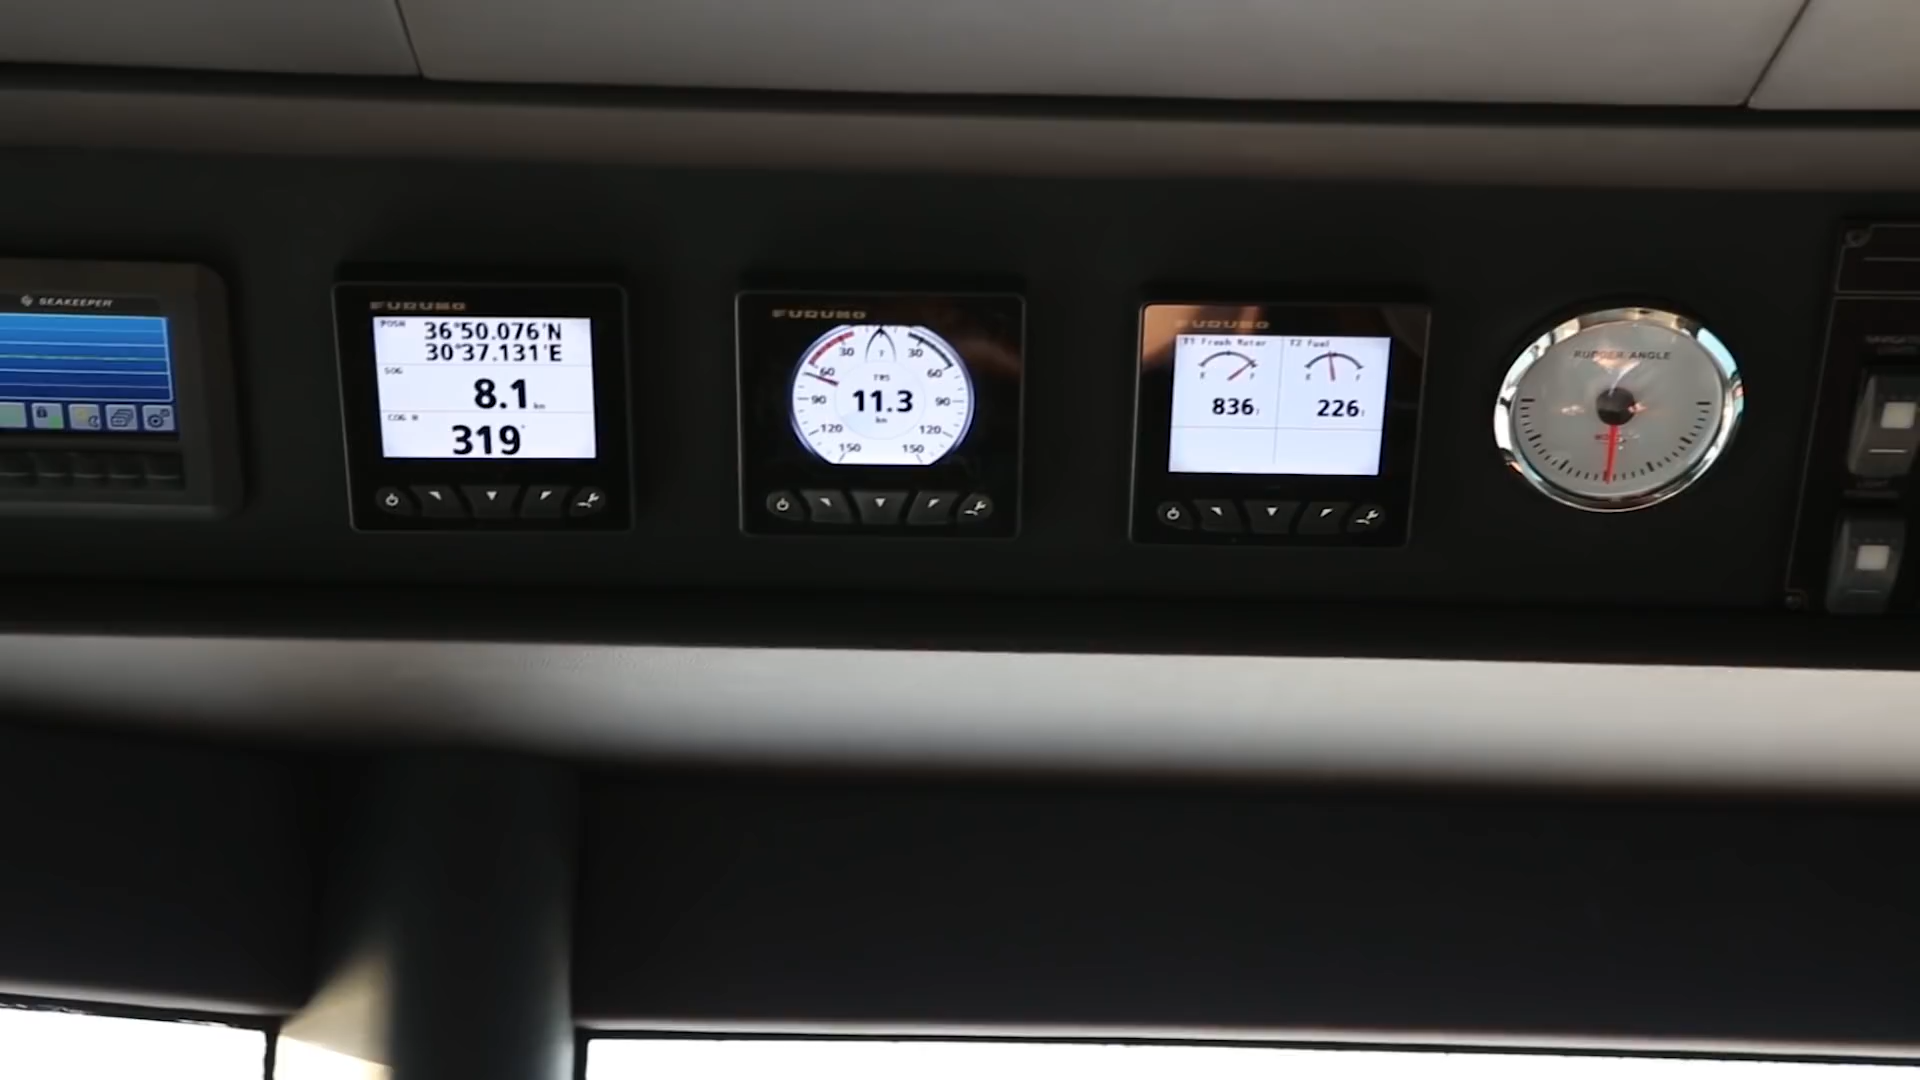 SEAKEEPER
FURUNO
POSN
36°50.076'N
30°37.131'E
SOG
8.1
kn
COG M
319°
FURUNO
30
30
60
60
90
90
120
120
150
150
TWS
11.3
kn
FURUNO
T1 Fresh Water
T2 Fuel
E
F
E
F
836
226
RUDDER ANGLE